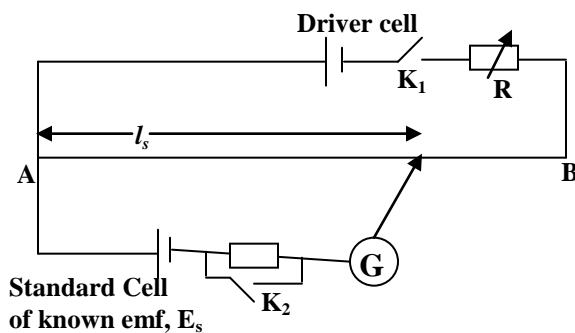 Driver cell
K₁
R
lₛ
A
B
G
K₂
Standard Cell
of known emf, Eₛ